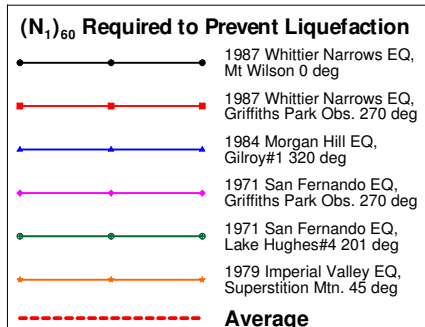 (N₁)₆₀ Required to Prevent Liquefaction
1987 Whittier Narrows EQ,
Mt Wilson 0 deg
1987 Whittier Narrows EQ,
Griffiths Park Obs. 270 deg
1984 Morgan Hill EQ,
Gilroy#1 320 deg
1971 San Fernando EQ,
Griffiths Park Obs. 270 deg
1971 San Fernando EQ,
Lake Hughes#4 201 deg
1979 Imperial Valley EQ,
Superstition Mtn. 45 deg
Average